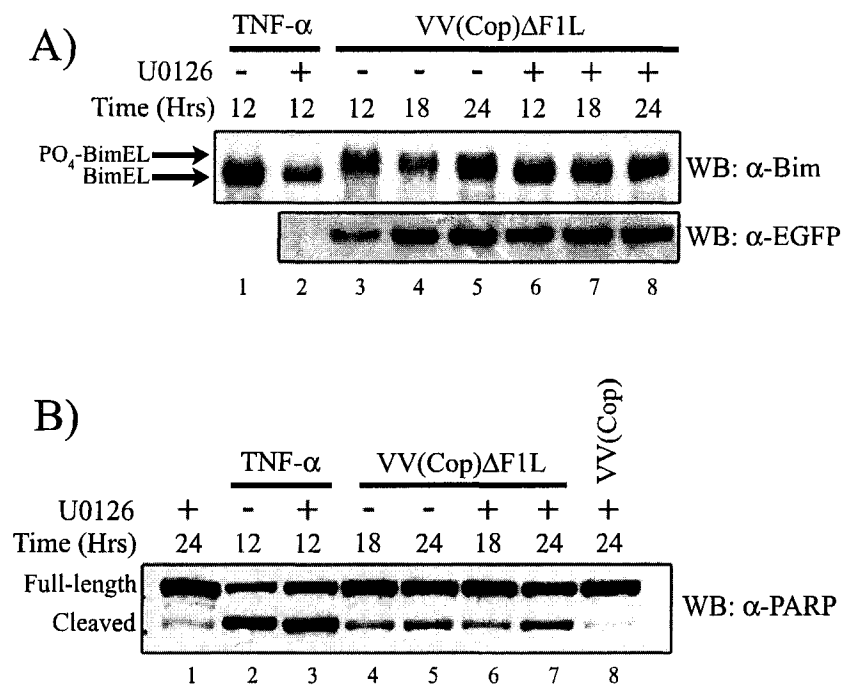 A)
TNF-α VV(Cop)ΔF1L
U0126 - + - - - + + +
Time (Hrs) 12 12 12 18 24 12 18 24
PO4-BimEL
BimEL
WB: α-Bim
WB: α-EGFP
1 2 3 4 5 6 7 8
B)
TNF-α VV(Cop)ΔF1L VV(Cop)
U0126 + - + - - + + +
Time (Hrs) 24 12 12 18 24 18 24 24
Full-length
Cleaved
WB: α-PARP
1 2 3 4 5 6 7 8